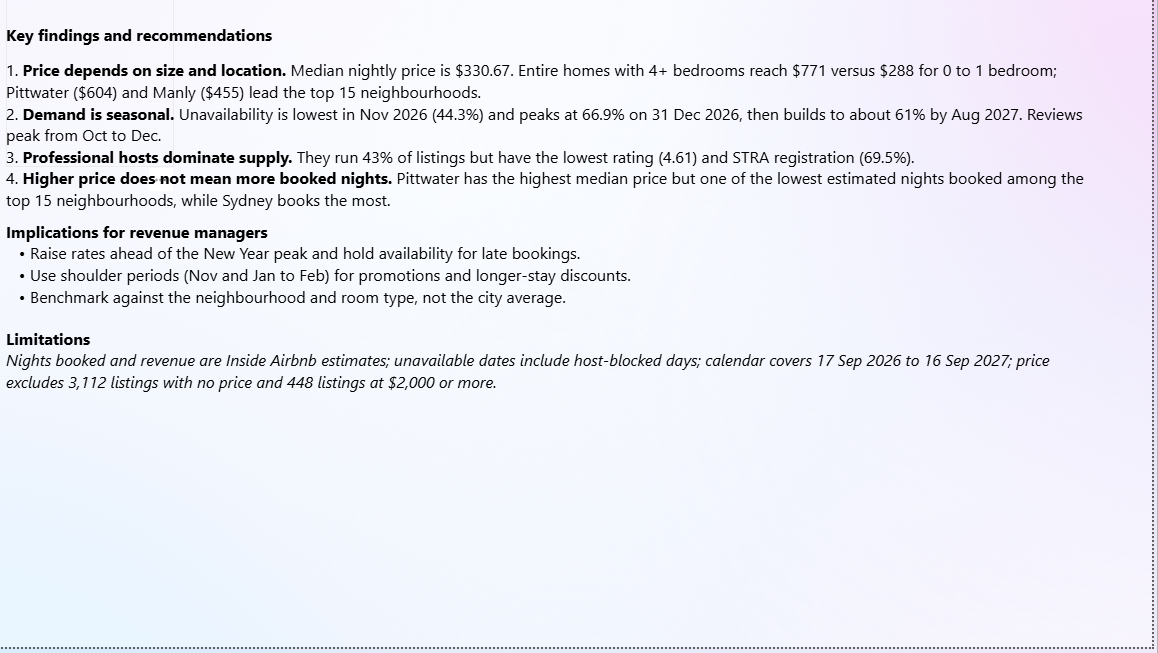 Key findings and recommendations
1. Price depends on size and location. Median nightly price is $330.67. Entire homes with 4+ bedrooms reach $771 versus $288 for 0 to 1 bedroom;
Pittwater ($604) and Manly ($455) lead the top 15 neighbourhoods.
2. Demand is seasonal. Unavailability is lowest in Nov 2026 (44.3%) and peaks at 66.9% on 31 Dec 2026, then builds to about 61% by Aug 2027. Reviews
peak from Oct to Dec.
3. Professional hosts dominate supply. They run 43% of listings but have the lowest rating (4.61) and STRA registration (69.5%).
4. Higher price does not mean more booked nights. Pittwater has the highest median price but one of the lowest estimated nights booked among the
top 15 neighbourhoods, while Sydney books the most.
Implications for revenue managers
• Raise rates ahead of the New Year peak and hold availability for late bookings.
• Use shoulder periods (Nov and Jan to Feb) for promotions and longer-stay discounts.
• Benchmark against the neighbourhood and room type, not the city average.
Limitations
Nights booked and revenue are Inside Airbnb estimates; unavailable dates include host-blocked days; calendar covers 17 Sep 2026 to 16 Sep 2027; price
excludes 3,112 listings with no price and 448 listings at $2,000 or more.